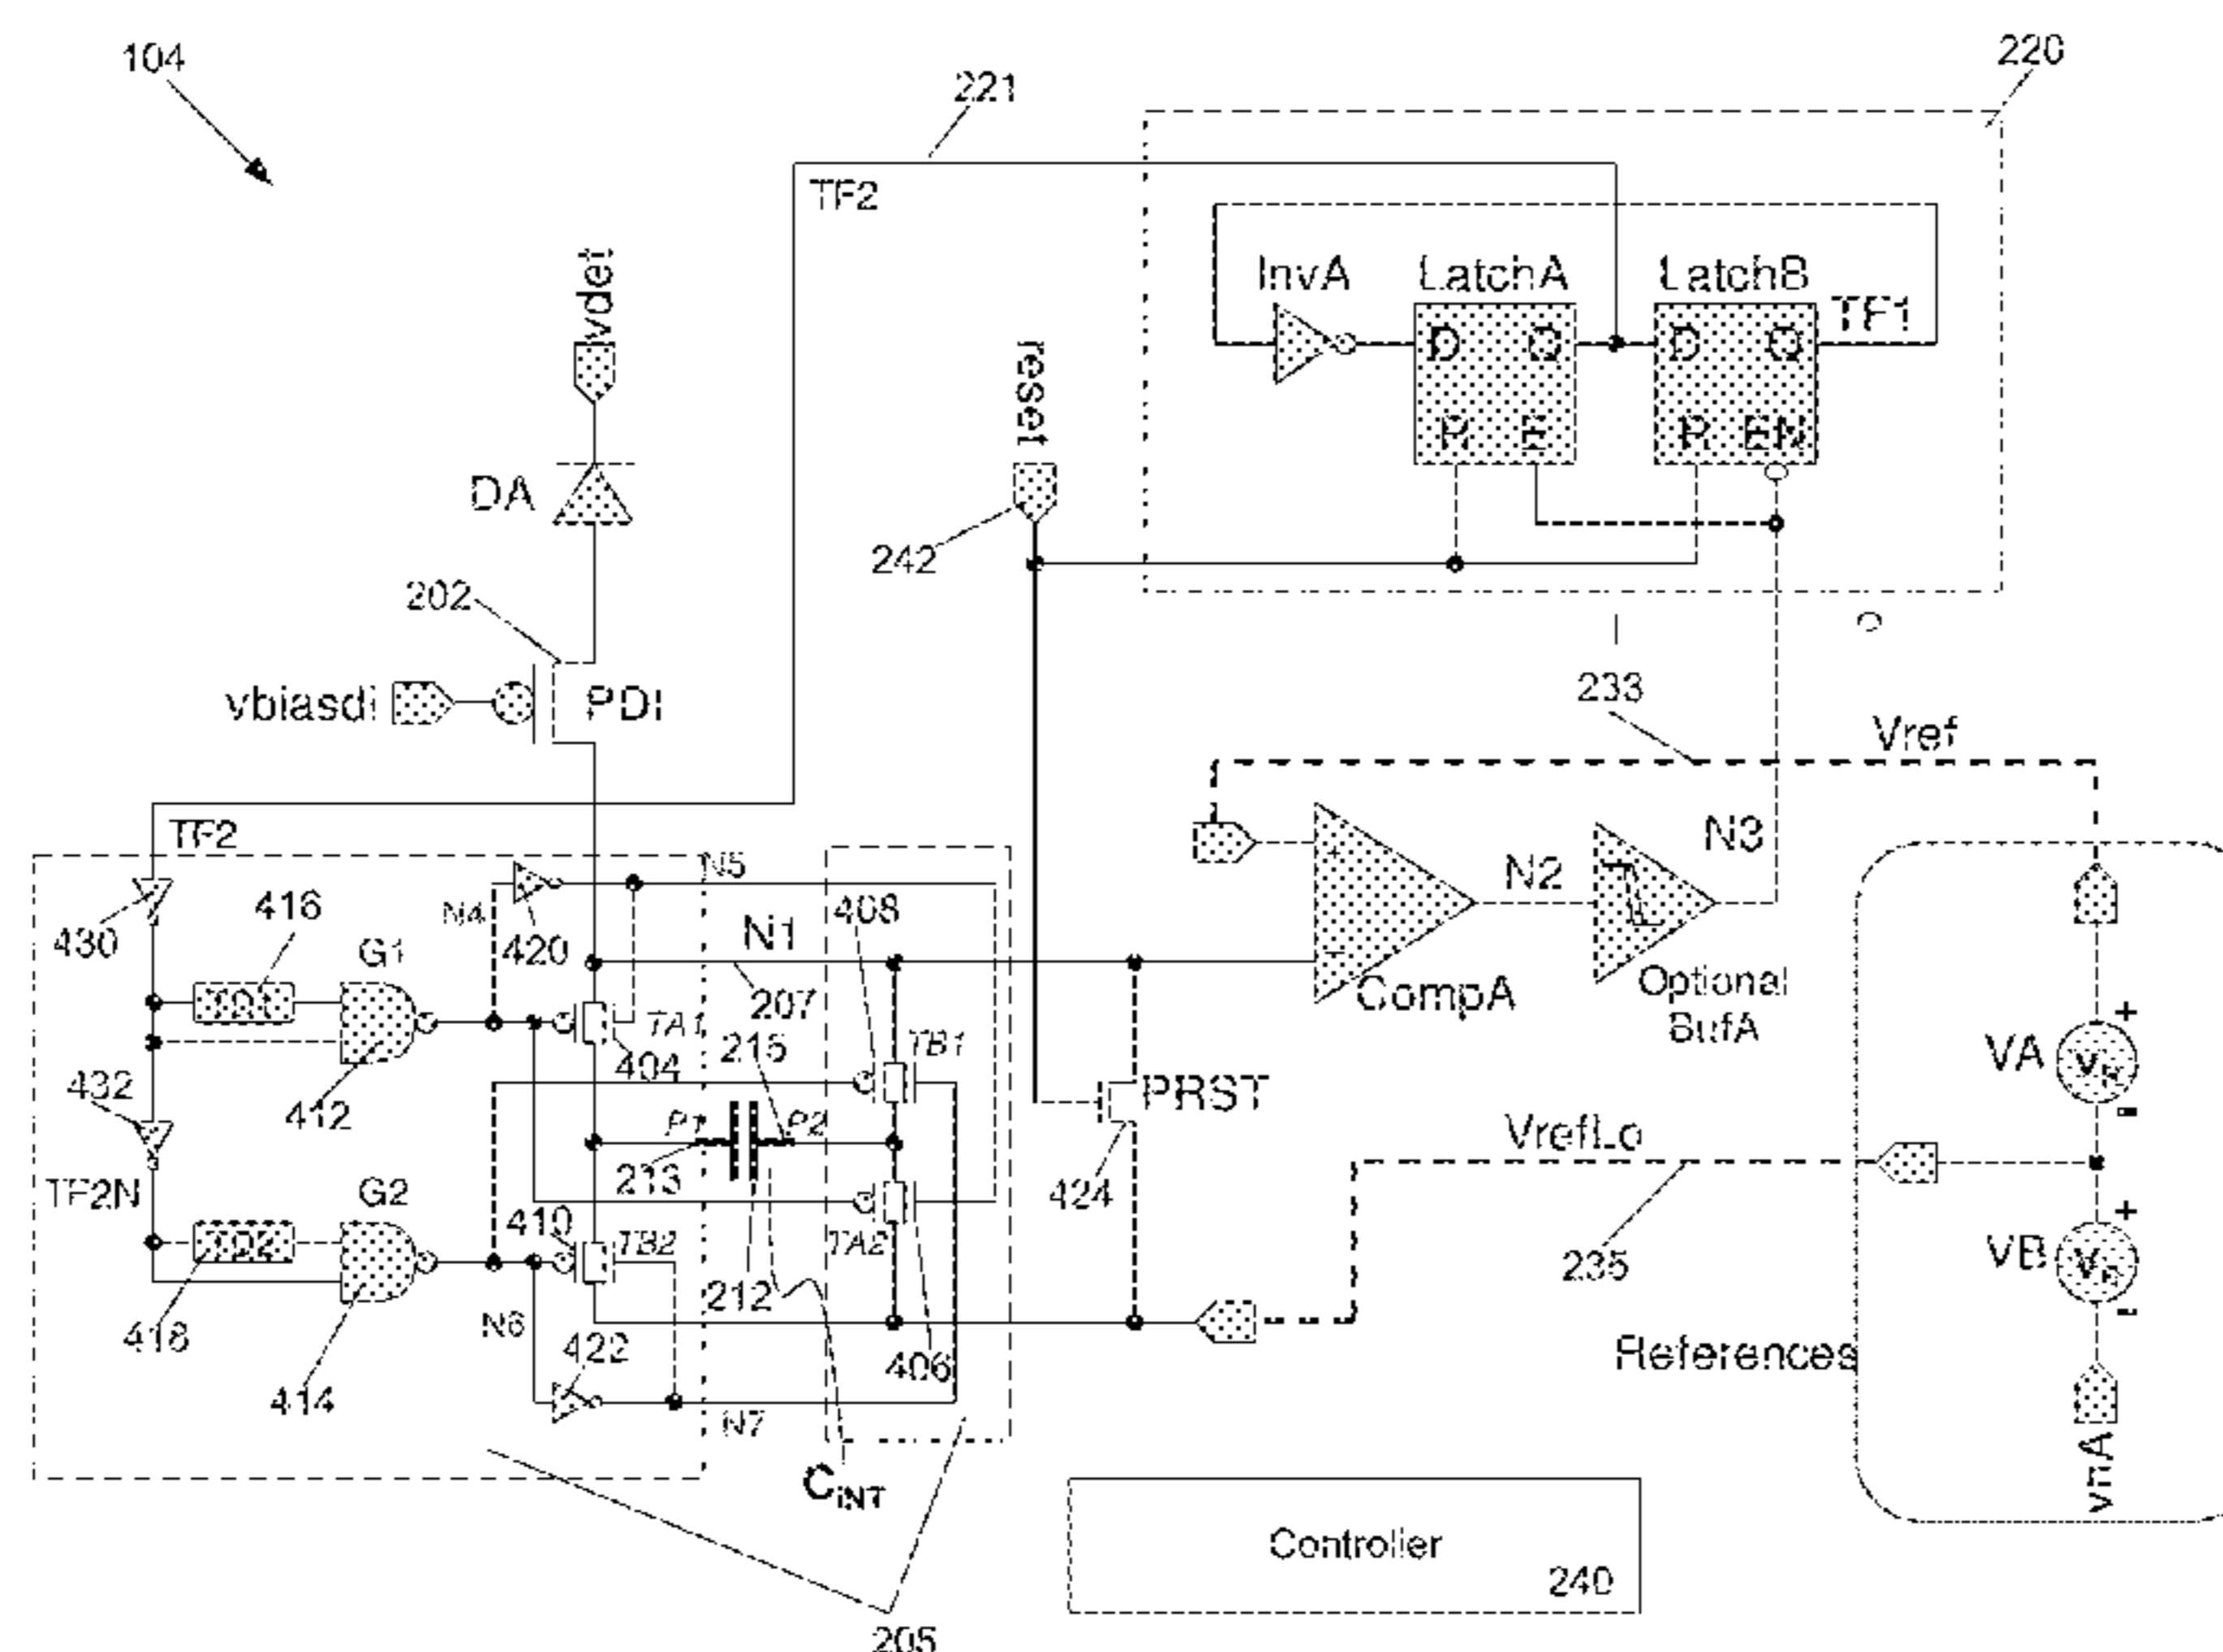 104
221
220
TF2
vdet
InvA
LatchA
LatchB
TF1
D
Q
D
Q
R
E
R
EN
reset
DA
242
202
vbiasdi
PDI
233
Vref
TF2
N5
N4
416
430
420
G1
N1
408
N2
N3
TD1
207
CompA
Optional
BufA
TA1
404
215
TB1
VA
432
412
P1
P2
PRST
VrefLo
213
424
TF2N
G2
410
TB2
TA2
TD2
212
235
VB
418
N6
422
406
References
414
N7
vnA
CINT
Controller
240
205